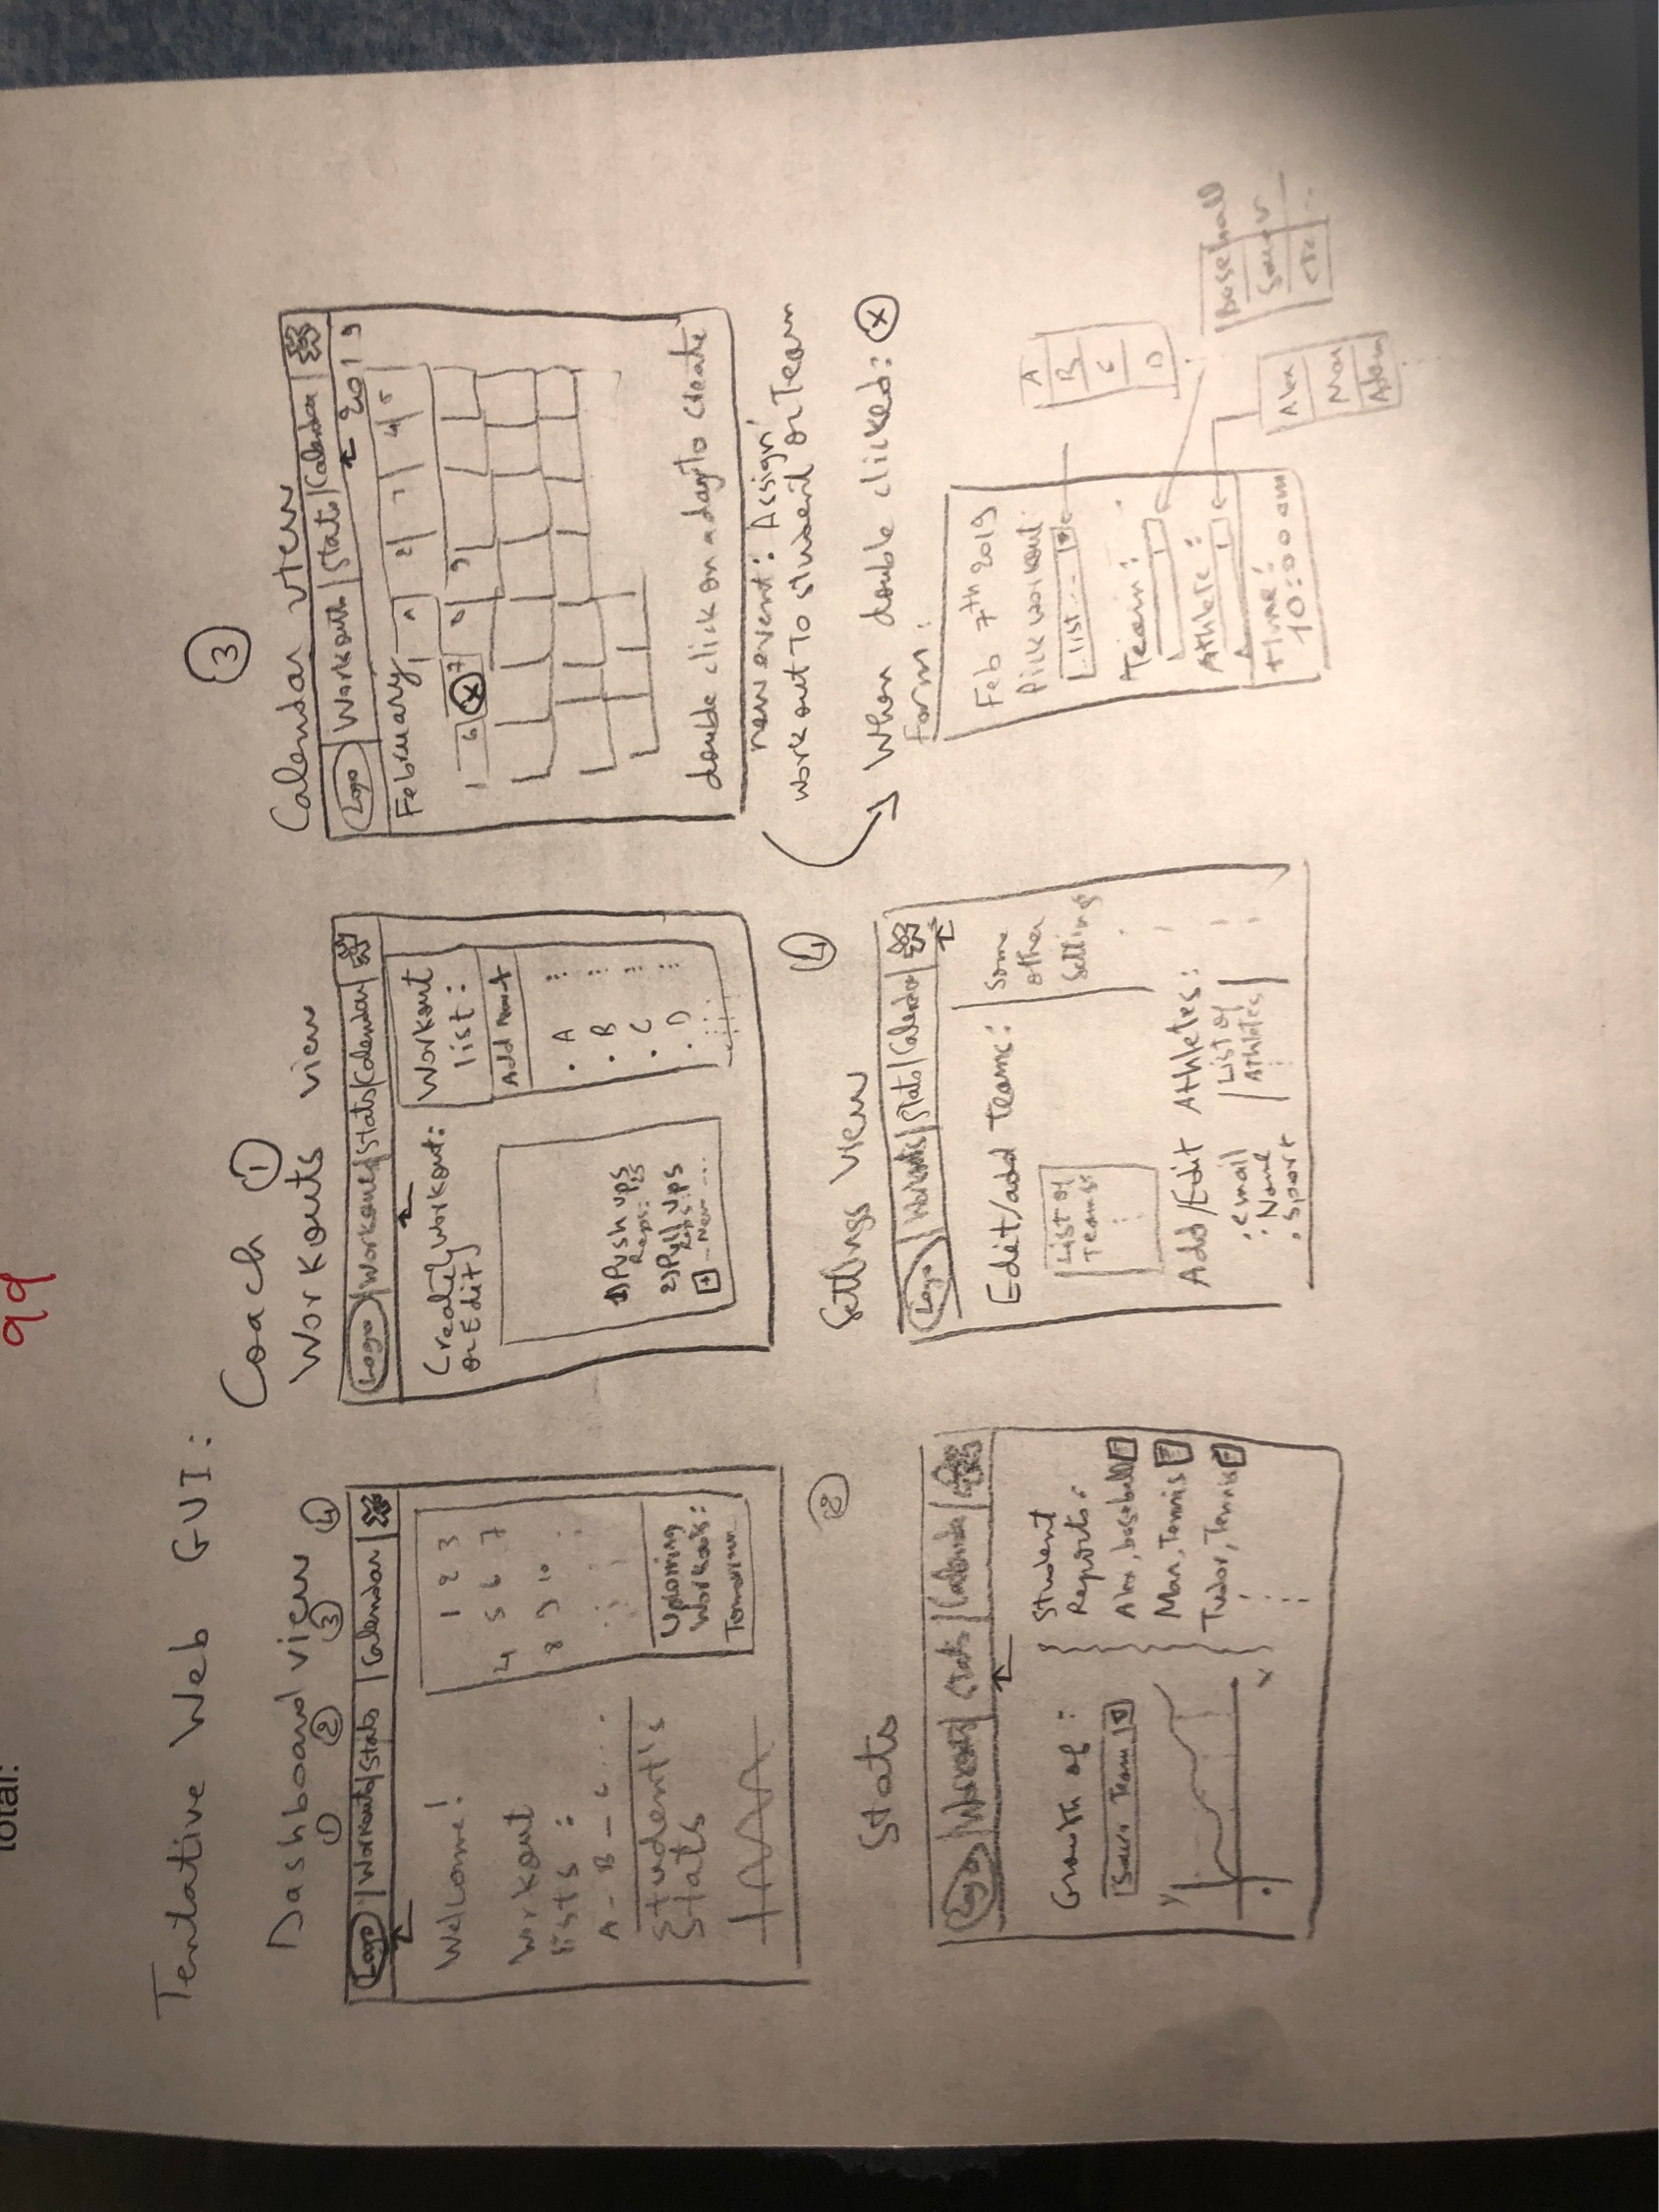 total:
99
Tentative Web GUI:
Coach ①
Dashboard view
① ② ③ ④
Logo | Workouts | Stats | Calendar
Welcome!
Workout
lists :
A - B - C ....
Student's
Stats
1 2 3
4 5 6 7
8 9 10
Upcoming
Workouts:
Tomorrow
Workouts view
Logo | Workouts | Stats | Calendar
Create Workout:
or Edit
1) Push ups
Reps: 25
2) Pull ups
Reps:
+ - New ...
Workout
list :
Add New +
. A ...
. B ...
. C ...
. D ...
③
Calendar view
Logo | Workouts | Stats | Calendar
2019
February
1 2 3 4 5
6 X 7 8 9
double click on a day to create
new event: Assign
workout to student or Team
When double clicked: X
Form:
Feb 7th 2019
Pick workout
list ...
Team:
Athlete:
time:
10:00 am
A
B
C
D
Baseball
etc...
Alex
Max
Adam
②
Stats
Logo | Workouts | Stats | Calendar
Growth of :
Team
y
x
Student
Reports:
Alex, baseball
Max, Tennis
Tudor, Tennis
④
Settings view
Logo | Workouts | Stats | Calendar
Edit/add teams:
List of
Teams:
Some
other
Settings
Add/Edit Athletes:
. email
. Name
. Sport
List of
Athletes